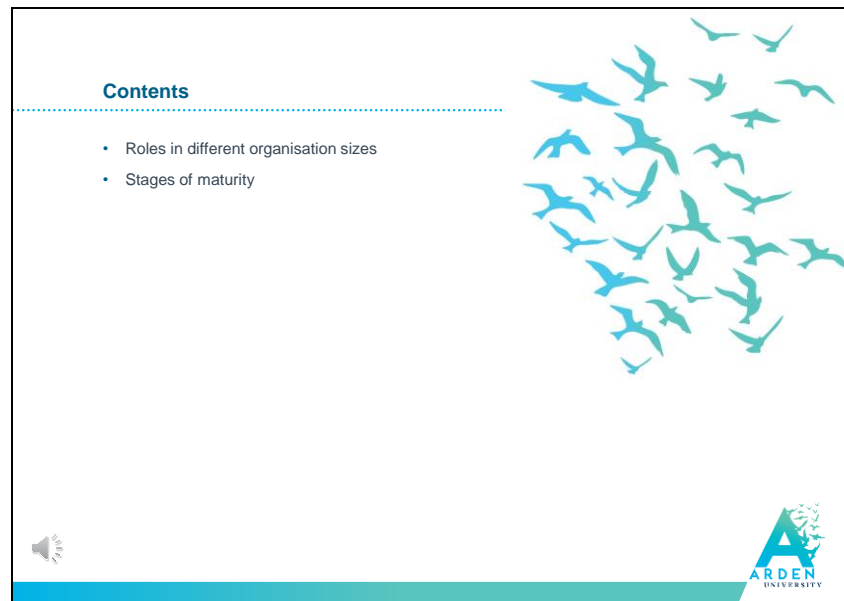 Contents
• Roles in different organisation sizes
• Stages of maturity
ARDEN
UNIVERSITY